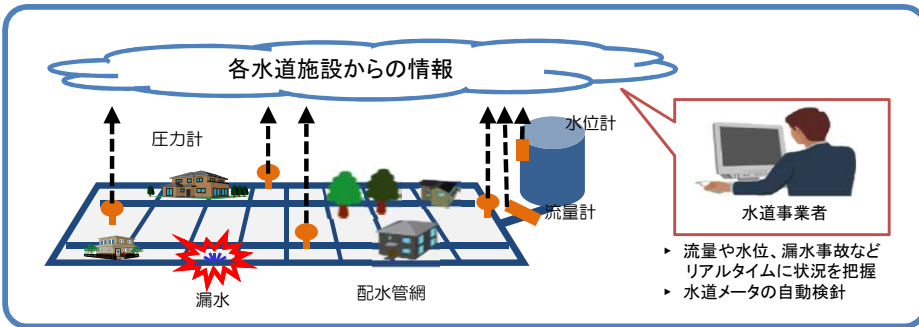 各水道施設からの情報
圧力計
水位計
流量計
漏水
配水管網
水道事業者
▸ 流量や水位、漏水事故など
リアルタイムに状況を把握
▸ 水道メータの自動検針